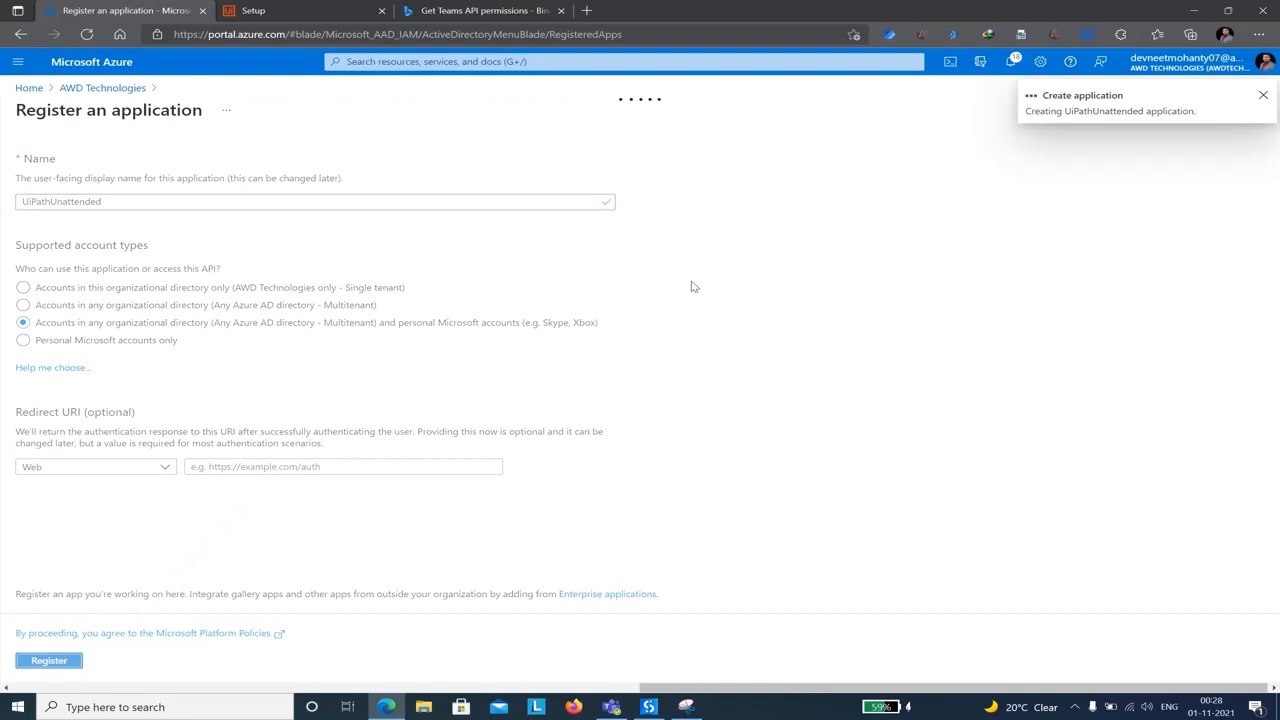 Register an application - Micros
Setup
Get Teams API permissions - Bin
https://portal.azure.com/#blade/Microsoft_AAD_IAM/ActiveDirectoryMenuBlade/RegisteredApps
Microsoft Azure
Search resources, services, and docs (G+/)
18
devneetmohanty07@a...
AWD TECHNOLOGIES (AWDTECH...
Home
AWD Technologies
Register an application
...
Create application
Creating UiPathUnattended application.
* Name
The user-facing display name for this application (this can be changed later).
UiPathUnattended
Supported account types
Who can use this application or access this API?
Accounts in this organizational directory only (AWD Technologies only - Single tenant)
Accounts in any organizational directory (Any Azure AD directory - Multitenant)
Accounts in any organizational directory (Any Azure AD directory - Multitenant) and personal Microsoft accounts (e.g. Skype, Xbox)
Personal Microsoft accounts only
Help me choose...
Redirect URI (optional)
We'll return the authentication response to this URI after successfully authenticating the user. Providing this now is optional and it can be
changed later, but a value is required for most authentication scenarios.
Web
e.g. https://example.com/auth
Register an app you're working on here. Integrate gallery apps and other apps from outside your organization by adding from Enterprise applications.
By proceeding, you agree to the Microsoft Platform Policies
Register
Type here to search
59%
20°C Clear
ENG
00:28
01-11-2021